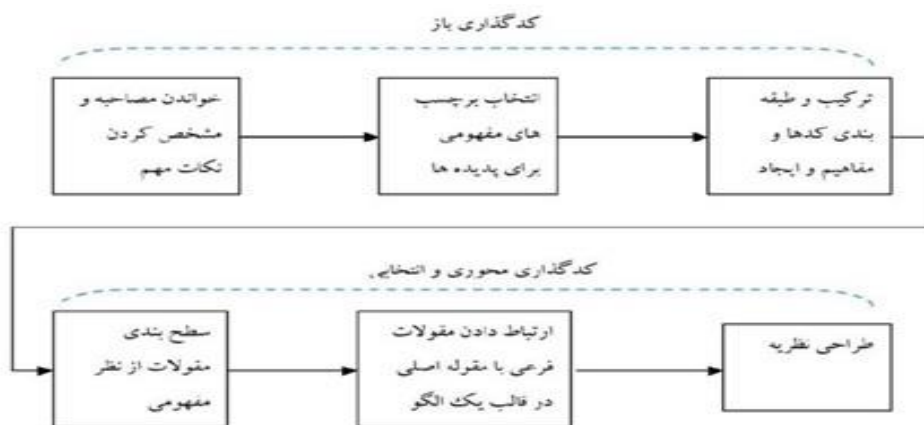 کدگذاری باز
خواندن مصاحبه و
مشخص کردن
نکات مهم
انتخاب برچسب
های مفهومی
برای پدیده ها
ترکیب و طبقه
بندی کدها و
مفاهیم و ایجاد
کدگذاری محوری و انتخابی
سطح بندی
مقولات از نظر
مفهومی
ارتباط دادن مقولات
فرعی با مقوله اصلی
در قالب یک الگو
طراحی نظریه